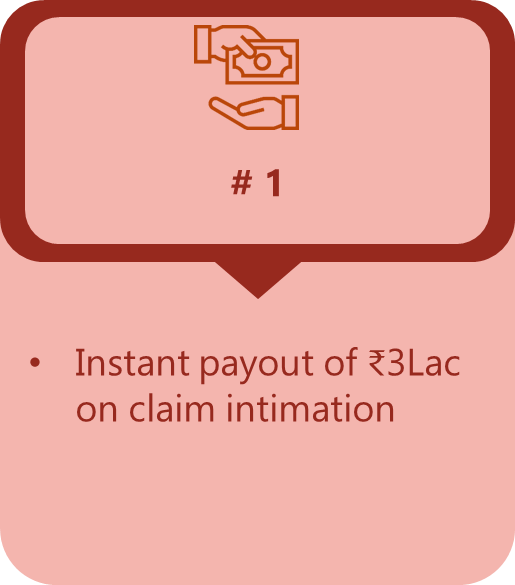 # 1
• Instant payout of ₹3Lac
on claim intimation